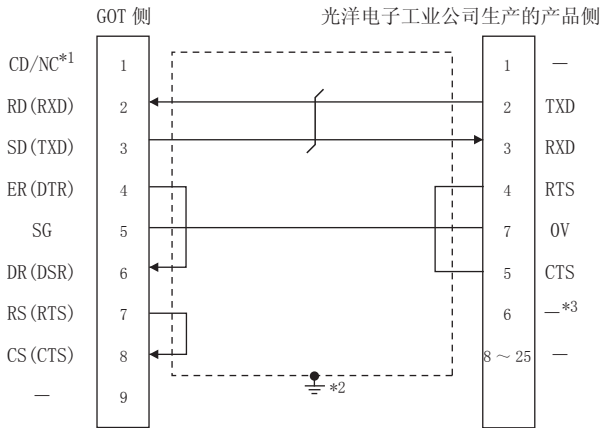 GOT 侧 光洋电子工业公司生产的产品侧
CD/NC*1 1 1 —
RD(RXD) 2 2 TXD
SD(TXD) 3 3 RXD
ER(DTR) 4 4 RTS
SG 5 7 0V
DR(DSR) 6 5 CTS
RS(RTS) 7 6 —*3
CS(CTS) 8 8 ～ 25 —
— 9
*2